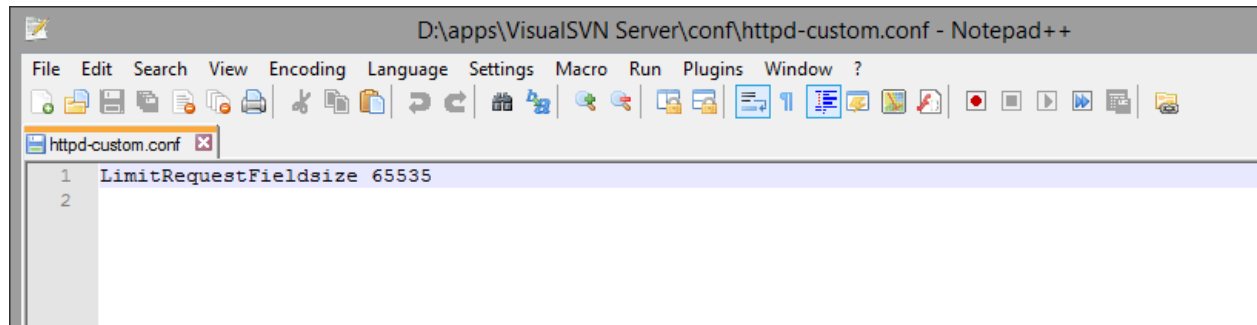 D:\apps\VisualSVN Server\conf\httpd-custom.conf - Notepad++
File Edit Search View Encoding Language Settings Macro Run Plugins Window ?
httpd-custom.conf
1 LimitRequestFieldsize 65535
2